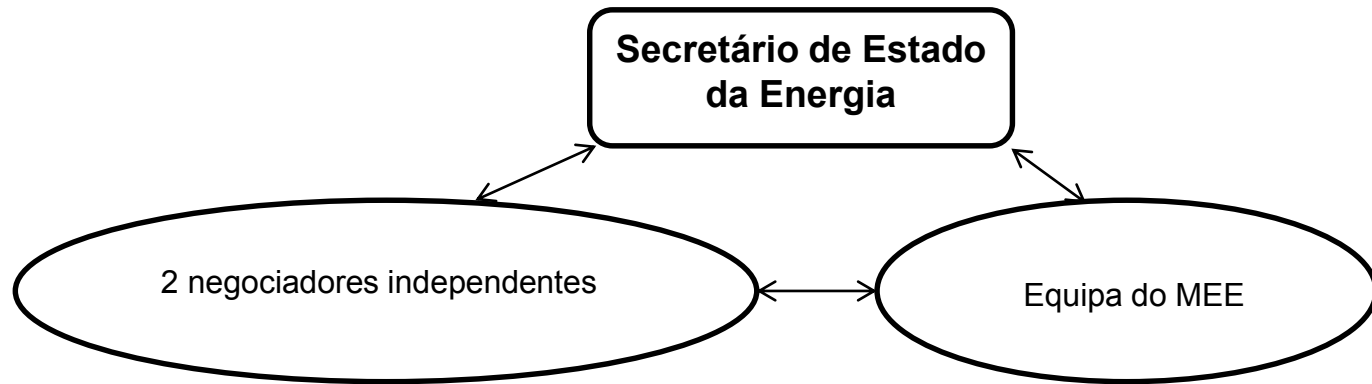 Secretário de Estado
da Energia
2 negociadores independentes
Equipa do MEE